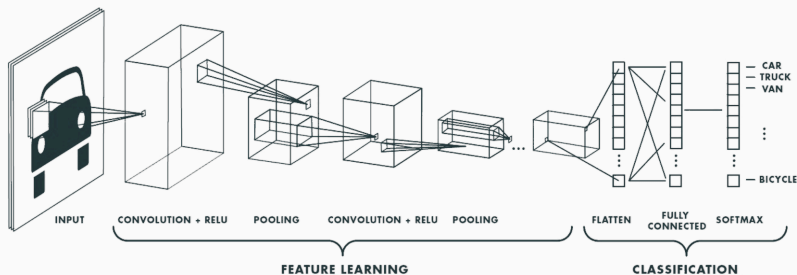 CAR
TRUCK
VAN
BICYCLE
INPUT CONVOLUTION + RELU POOLING CONVOLUTION + RELU POOLING FLATTEN FULLY CONNECTED SOFTMAX
FEATURE LEARNING CLASSIFICATION